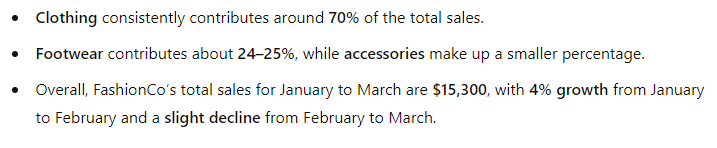 • Clothing consistently contributes around 70% of the total sales.
• Footwear contributes about 24–25%, while accessories make up a smaller percentage.
• Overall, FashionCo's total sales for January to March are $15,300, with 4% growth from January
to February and a slight decline from February to March.